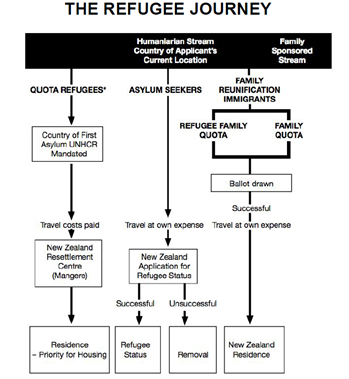 THE REFUGEE JOURNEY
Humanitarian Stream
Country of Applicant's
Current Location
Family
Sponsored
Stream
QUOTA REFUGEES*
ASYLUM SEEKERS
FAMILY
REUNIFICATION
IMMIGRANTS
REFUGEE FAMILY
QUOTA
FAMILY
QUOTA
Country of First
Asylum UNHCR
Mandated
Ballot drawn
Successful
Travel costs paid
Travel at own expense
Travel at own expense
New Zealand
Resettlement
Centre
(Mangere)
New Zealand
Application for
Refugee Status
Successful
Unsuccessful
Residence
– Priority for Housing
Refugee
Status
Removal
New Zealand
Residence